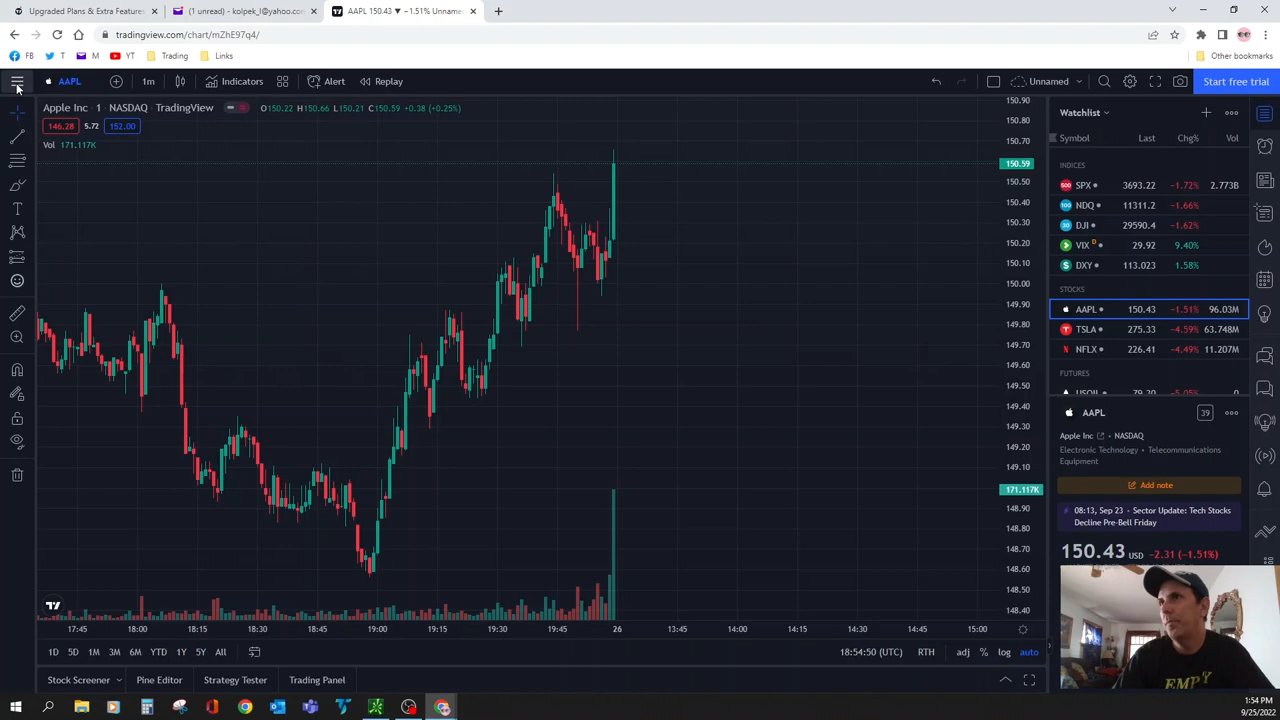 Upgraded Plans & Extra Features
(1 unread) - kolpek_l@yahoo.com
AAPL 150.43 ▼ −1.51% Unname
tradingview.com/chart/mZhE97q4/
FB T M YT Trading Links Other bookmarks
AAPL 1m Indicators Alert Replay Unnamed Start free trial
Apple Inc · 1 · NASDAQ · TradingView O150.22 H150.66 L150.21 C150.59 +0.38 (+0.25%)
146.28 5.72 152.00
Vol 171.117K
150.90
150.80
150.70
150.59
150.50
150.40
150.30
150.20
150.10
150.00
149.90
149.80
149.70
149.60
149.50
149.40
149.30
149.20
149.10
171.117K
148.90
148.80
148.70
148.60
148.50
148.40
17:45 18:00 18:15 18:30 18:45 19:00 19:15 19:30 19:45 26 13:45 14:00 14:15 14:30 14:45 15:00
1D 5D 1M 3M 6M YTD 1Y 5Y All 18:54:50 (UTC) RTH adj % log auto
Stock Screener Pine Editor Strategy Tester Trading Panel
Watchlist
Symbol Last Chg% Vol
INDICES
SPX 3693.22 −1.72% 2.773B
NDQ 11311.2 −1.66%
DJI 29590.4 −1.62%
VIX D 29.92 9.40%
DXY 113.023 1.58%
STOCKS
AAPL 150.43 −1.51% 96.03M
TSLA 275.33 −4.59% 63.748M
NFLX 226.41 −4.49% 11.207M
FUTURES
USOIL 79.20 −5.05% 0
AAPL 39
Apple Inc • NASDAQ
Electronic Technology • Telecommunications
Equipment
Add note
08:13, Sep 23 • Sector Update: Tech Stocks
Decline Pre-Bell Friday
150.43 USD −2.31 (−1.51%)
EMPY
1:54 PM
9/25/2022